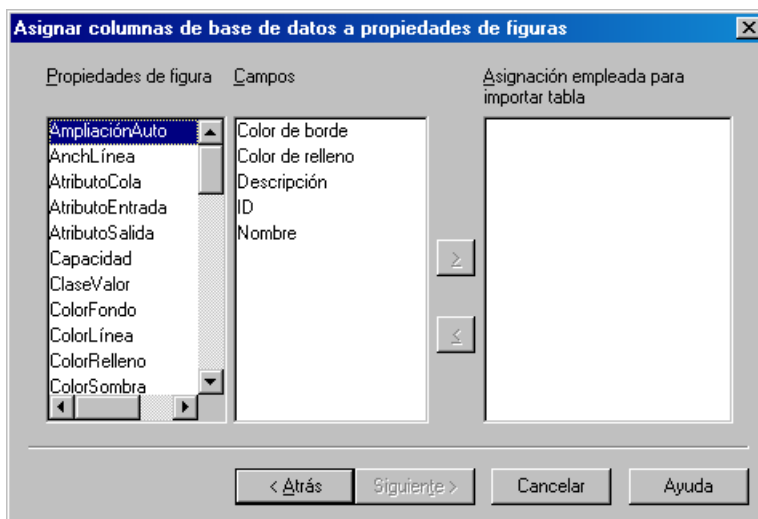 Asignar columnas de base de datos a propiedades de figuras
Propiedades de figura
AmpliaciónAuto
AnchLínea
AtributoCola
AtributoEntrada
AtributoSalida
Capacidad
ClaseValor
ColorFondo
ColorLínea
ColorRelleno
ColorSombra
Campos
Color de borde
Color de relleno
Descripción
ID
Nombre
>
<
Asignación empleada para
importar tabla
< Atrás
Siguiente >
Cancelar
Ayuda